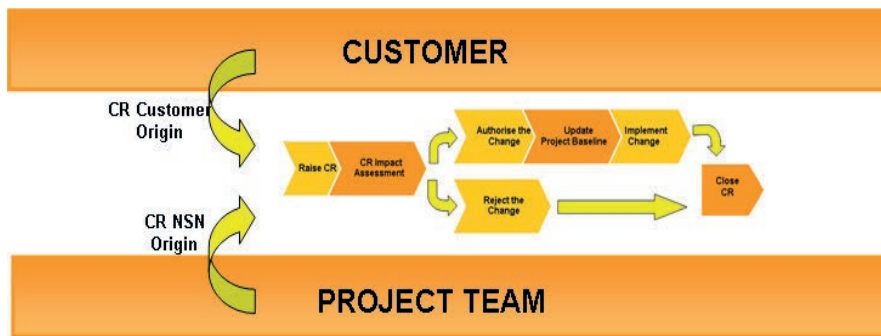 CUSTOMER
CR Customer
Origin
Authorise the
Change
Update
Project Baseline
Implement
Change
Raise CR
CR Impact
Assessment
Close
CR
Reject the
Change
CR NSN
Origin
PROJECT TEAM